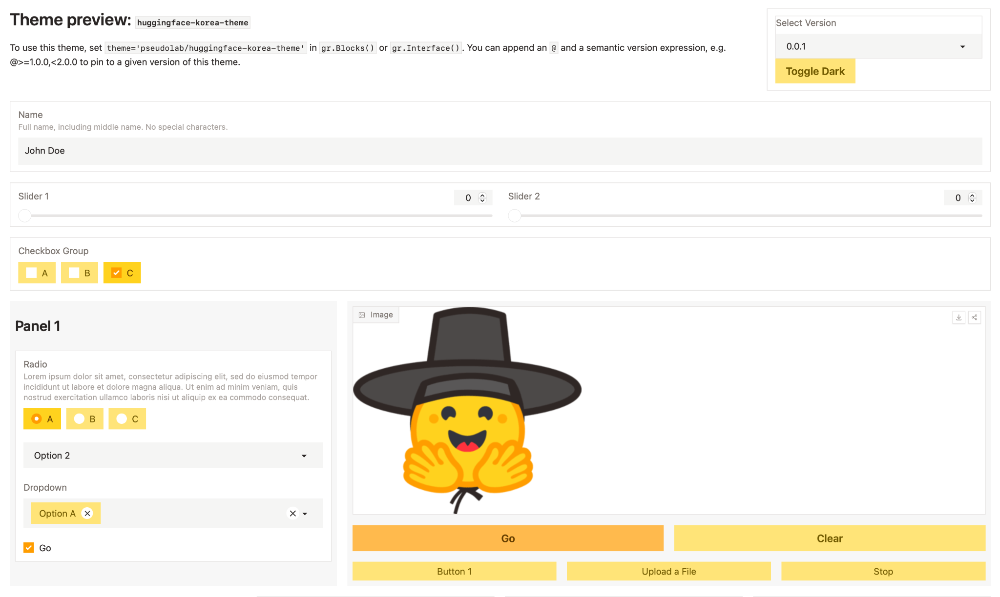 Theme preview: huggingface-korea-theme
To use this theme, set theme='pseudolab/huggingface-korea-theme' in gr.Blocks() or gr.Interface(). You can append an @ and a semantic version expression, e.g.
@>=1.0.0,<2.0.0 to pin to a given version of this theme.
Select Version
0.0.1
Toggle Dark
Name
Full name, including middle name. No special characters.
John Doe
Slider 1
0
Slider 2
0
Checkbox Group
A
B
C
Panel 1
Radio
Lorem ipsum dolor sit amet, consectetur adipiscing elit, sed do eiusmod tempor
incididunt ut labore et dolore magna aliqua. Ut enim ad minim veniam, quis
nostrud exercitation ullamco laboris nisi ut aliquip ex ea commodo consequat.
A
B
C
Option 2
Dropdown
Option A
Go
Image
Go
Clear
Button 1
Upload a File
Stop